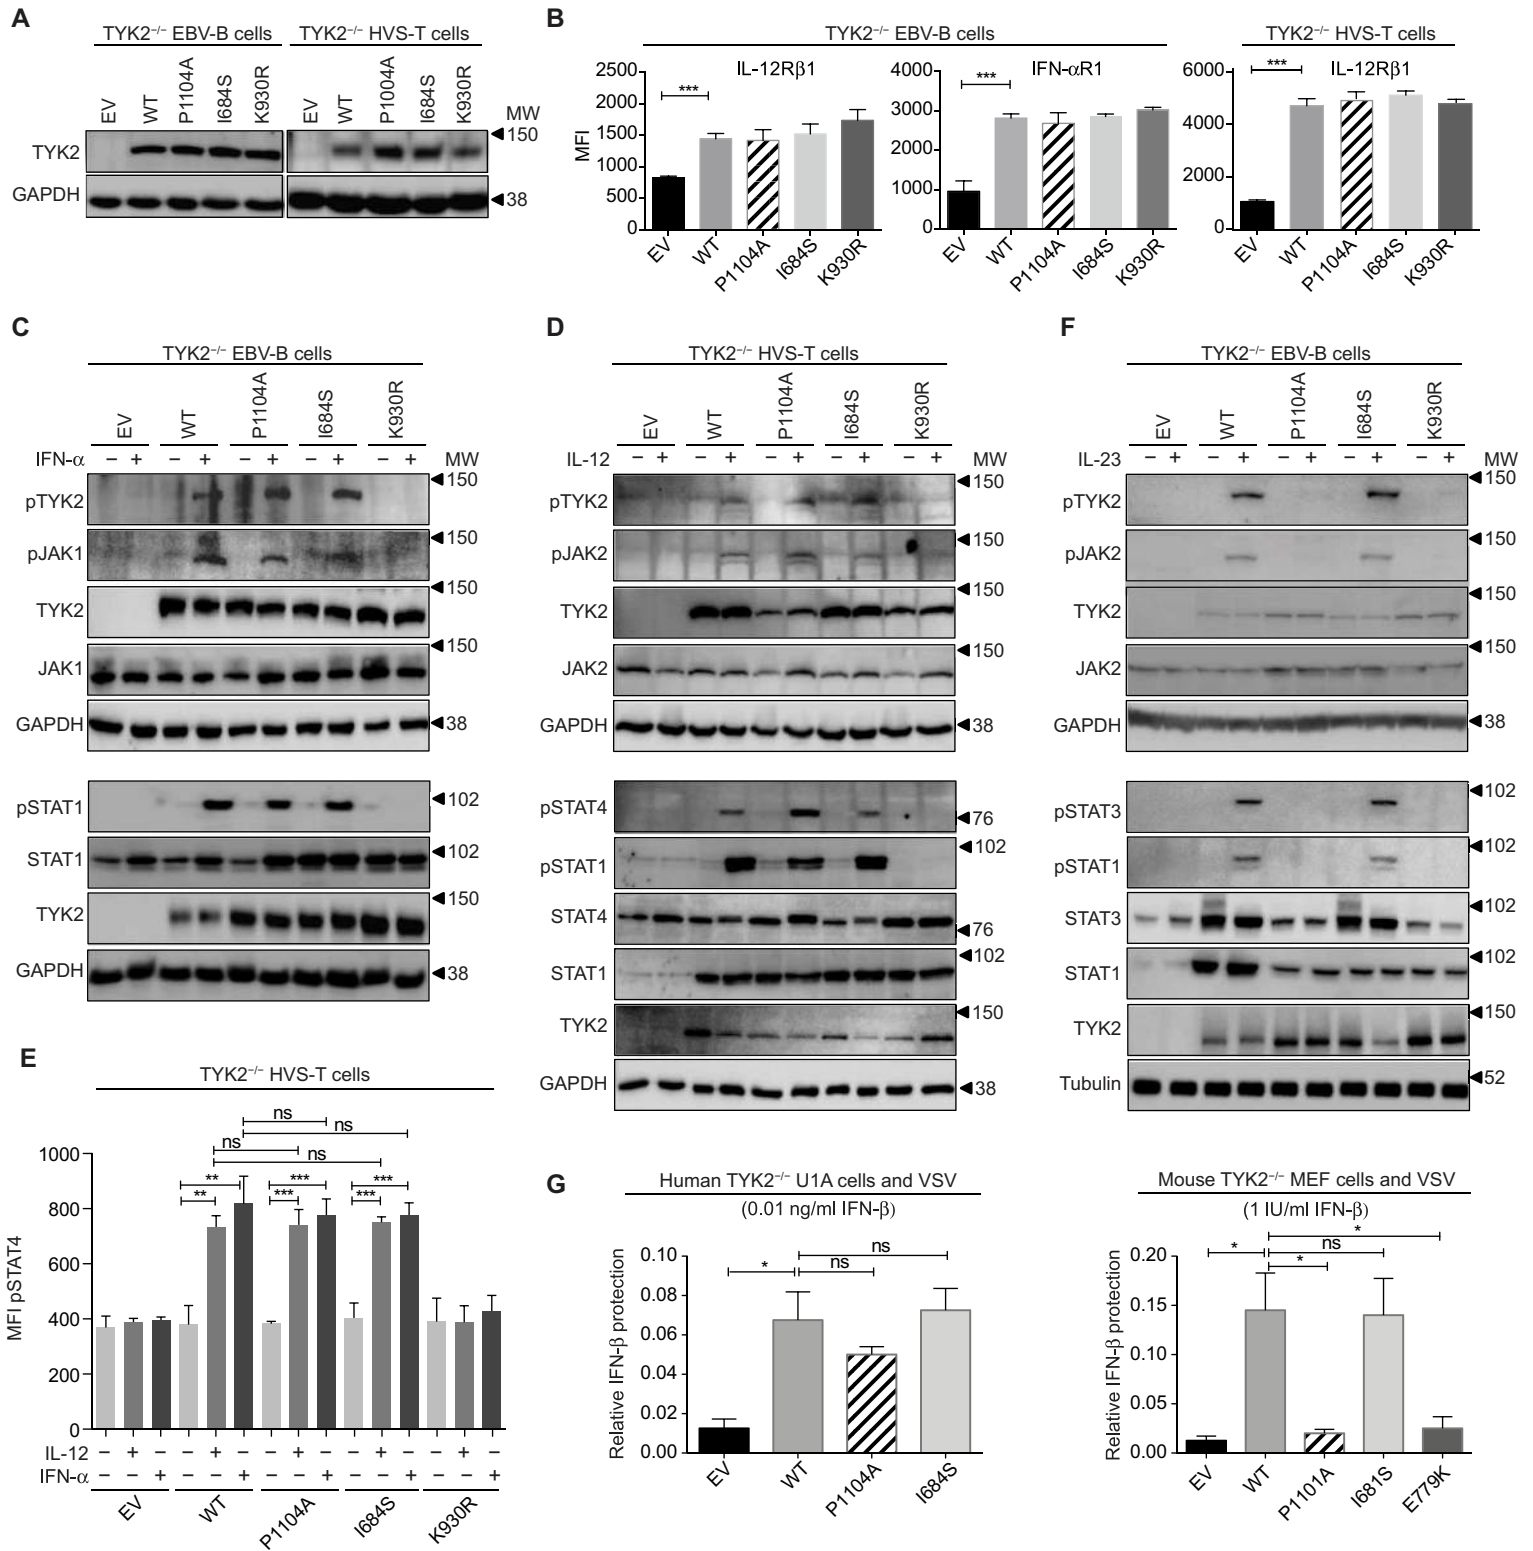 A
TYK2−/− EBV-B cells TYK2−/− HVS-T cells
EV WT P1104A I684S K930R EV WT P1004A I684S K930R MW
150
TYK2
GAPDH 38
B
TYK2−/− EBV-B cells TYK2−/− HVS-T cells
IL-12Rβ1 IFN-αR1 IL-12Rβ1
MFI
2500 2000 1500 1000 500 0
***
EV WT P1104A I684S K930R
4000 3000 2000 1000 0
***
EV WT P1104A I684S K930R
6000 4000 2000 0
***
EV WT P1104A I684S K930R
C
TYK2−/− EBV-B cells
EV WT P1104A I684S K930R
IFN-α − + − + − + − + − + MW
pTYK2 150
pJAK1 150
TYK2 150
JAK1 150
GAPDH 38
pSTAT1 102
STAT1 102
TYK2 150
GAPDH 38
D
TYK2−/− HVS-T cells
EV WT P1104A I684S K930R
IL-12 − + − + − + − + − + MW
pTYK2 150
pJAK2 150
TYK2 150
JAK2 150
GAPDH 38
pSTAT4 76
pSTAT1 102
STAT4 76
STAT1 102
TYK2 150
GAPDH 38
F
TYK2−/− EBV-B cells
EV WT P1104A I684S K930R
IL-23 − + − + − + − + − + MW
pTYK2 150
pJAK2 150
TYK2 150
JAK2 150
GAPDH 38
pSTAT3 102
pSTAT1 102
STAT3 102
STAT1 102
TYK2 150
Tubulin 52
E
TYK2−/− HVS-T cells
ns
ns
ns
ns
** *** ***
** *** ***
MFI pSTAT4
1000 800 600 400 200 0
IL-12 − + − − + − − + − − + − − + −
IFN-α − − + − − + − − + − − + − − +
EV WT P1104A I684S K930R
G
Human TYK2−/− U1A cells and VSV
(0.01 ng/ml IFN-β)
Relative IFN-β protection
0.10 0.08 0.06 0.04 0.02 0.00
ns
* ns
EV WT P1104A I684S
Mouse TYK2−/− MEF cells and VSV
(1 IU/ml IFN-β)
Relative IFN-β protection
0.20 0.15 0.10 0.05 0.00
*
* ns
*
EV WT P1101A I681S E779K